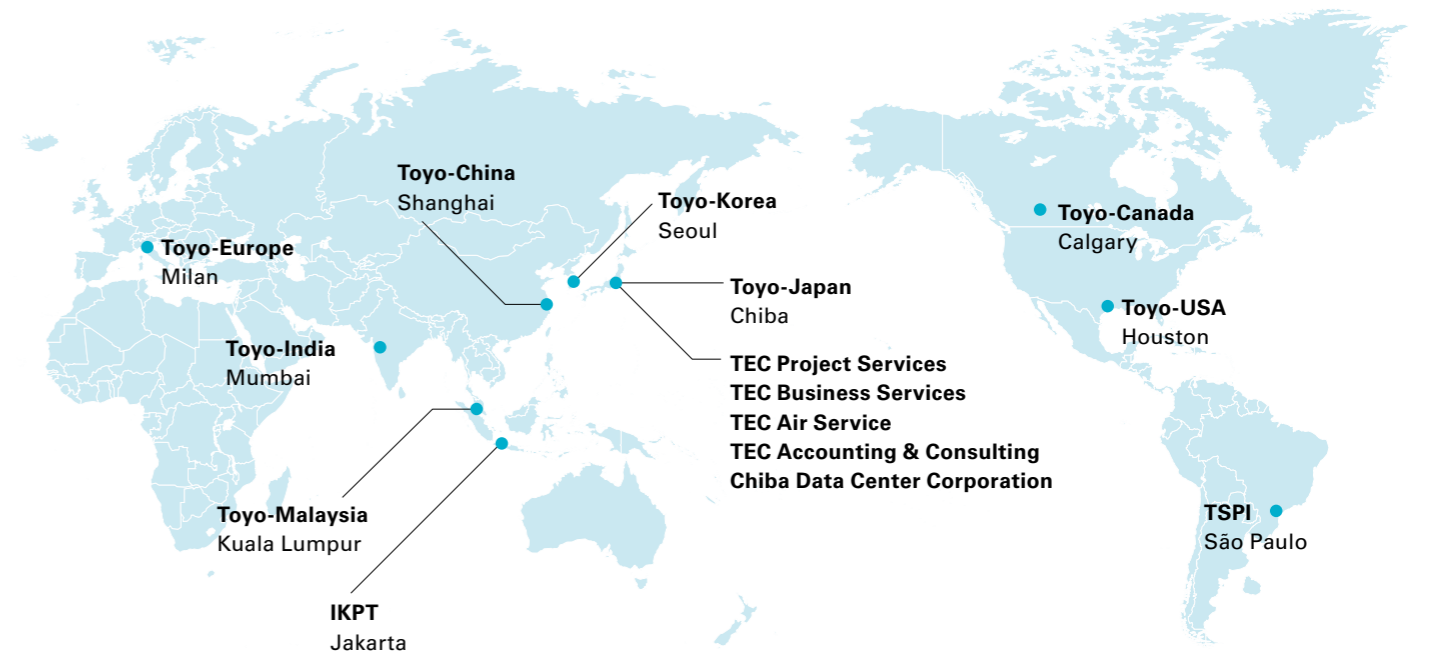 Toyo-China
Shanghai
Toyo-Korea
Seoul
Toyo-Canada
Calgary
Toyo-Europe
Milan
Toyo-Japan
Chiba
Toyo-USA
Houston
Toyo-India
Mumbai
TEC Project Services
TEC Business Services
TEC Air Service
TEC Accounting & Consulting
Chiba Data Center Corporation
Toyo-Malaysia
Kuala Lumpur
TSPI
São Paulo
IKPT
Jakarta